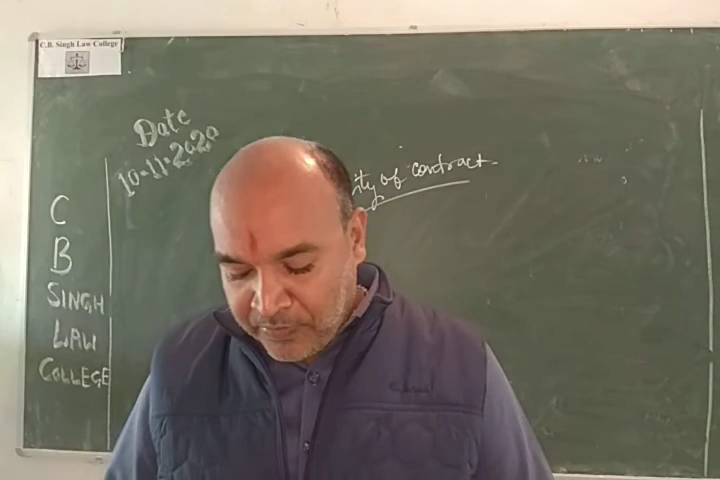 C.B. Singh Law College
Date
10-11-2020
ity of contract.
C
B
SINGH
LAW
COLLEGE